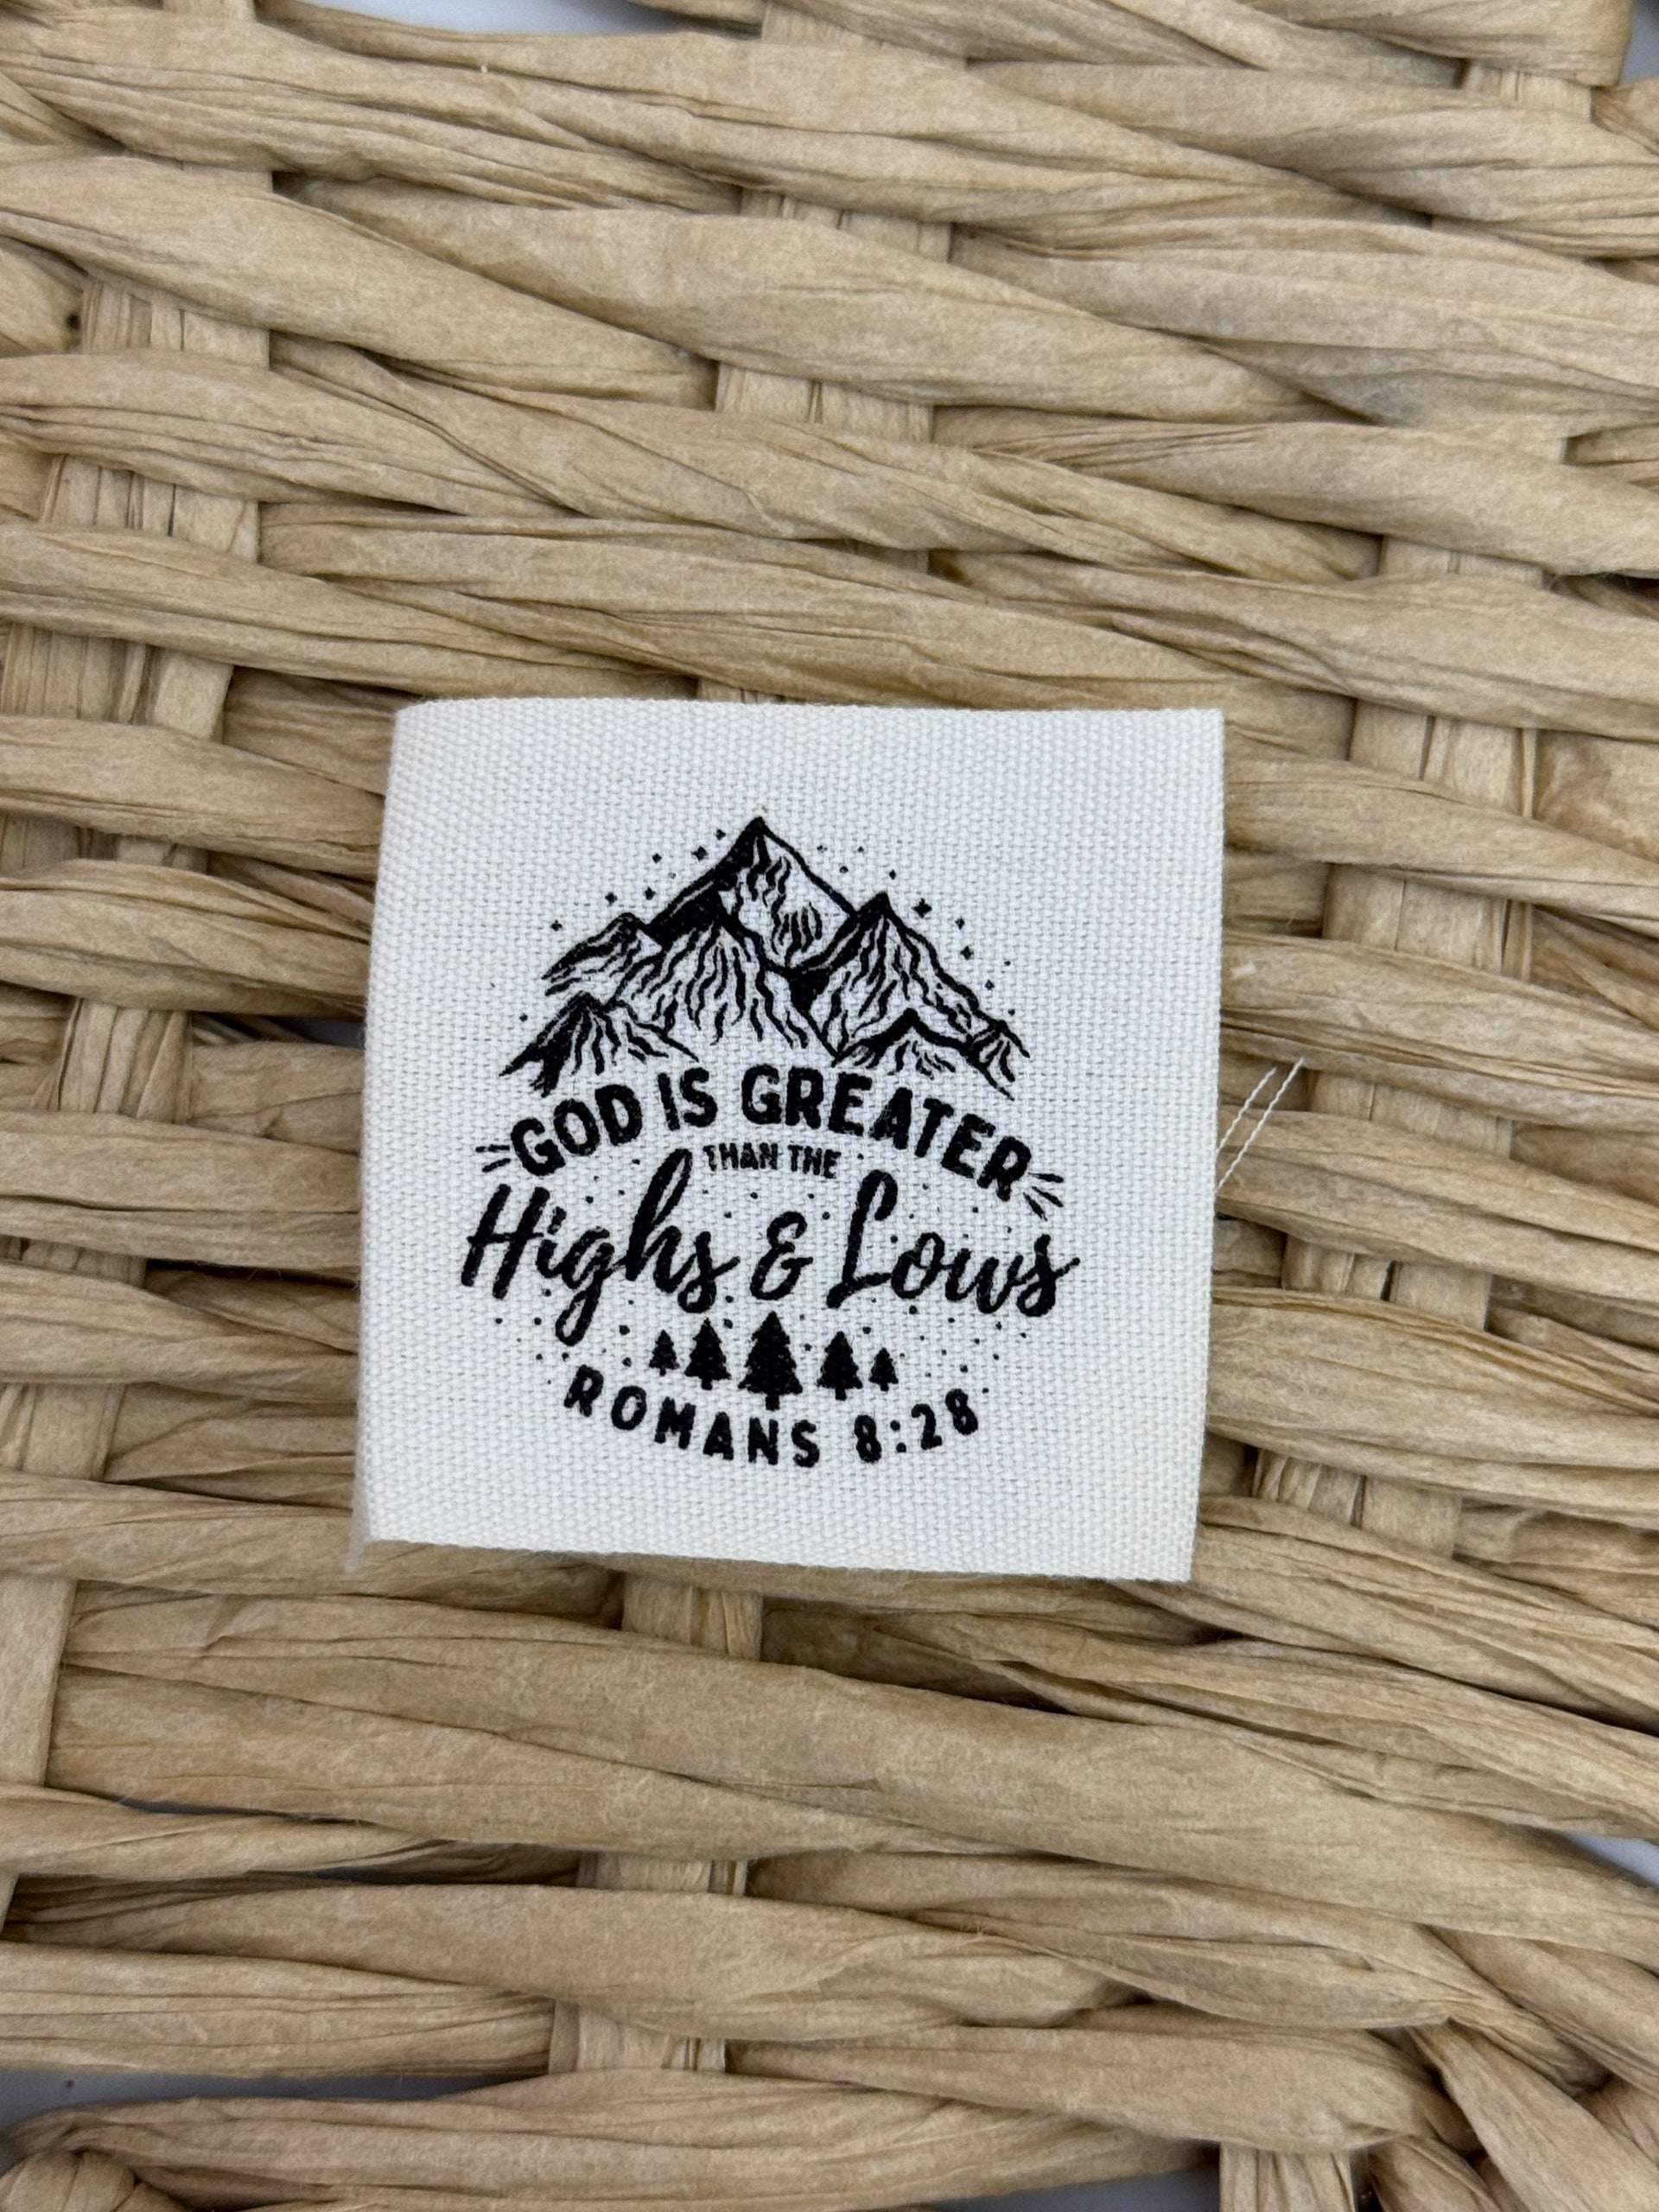 GOD IS GREATER
THAN THE
Highs & Lows
ROMANS 8:28